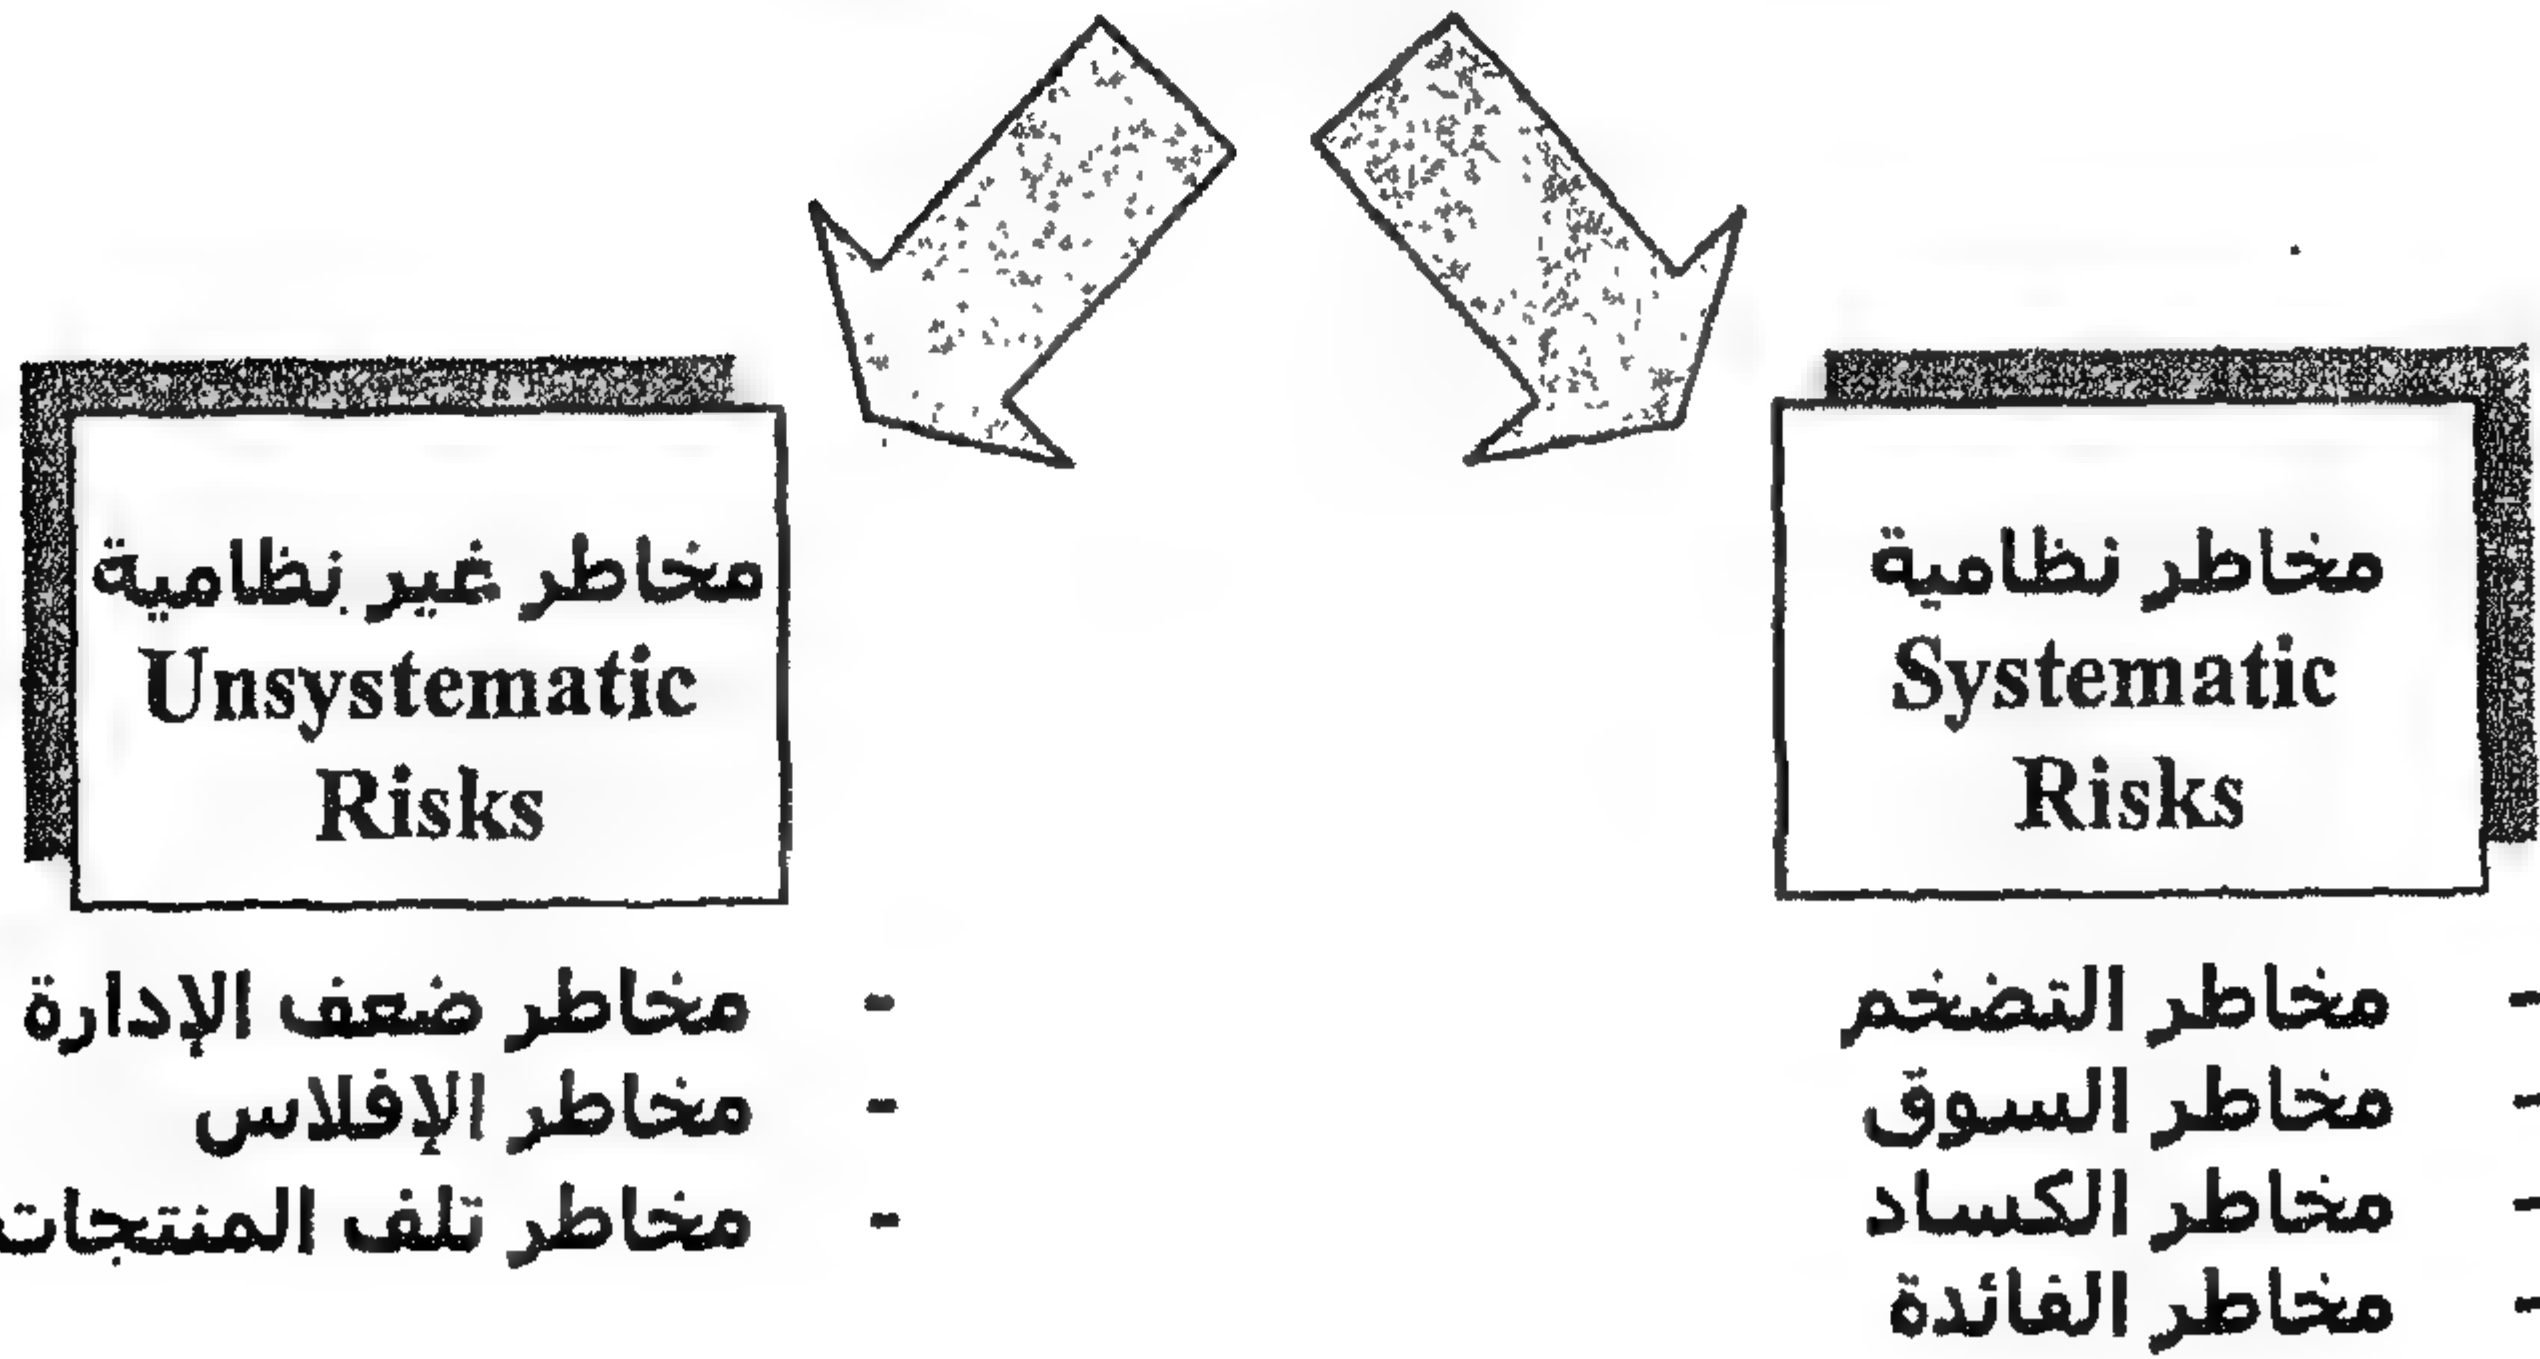 مخاطر نظامية
Systematic
Risks
- مخاطر التضخم
- مخاطر السوق
- مخاطر الكساد
- مخاطر الفائدة
مخاطر غير نظامية
Unsystematic
Risks
- مخاطر ضعف الإدارة
- مخاطر الإفلاس
- مخاطر تلف المنتجات